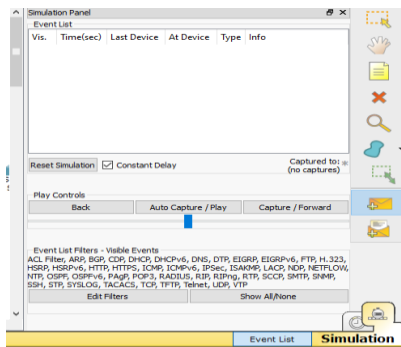 Simulation Panel
Event List
Vis. Time(sec) Last Device At Device Type Info
Reset Simulation Constant Delay Captured to: *
(no captures)
Play Controls
Back Auto Capture / Play Capture / Forward
Event List Filters - Visible Events
ACL Filter, ARP, BGP, CDP, DHCP, DHCPv6, DNS, DTP, EIGRP, EIGRPv6, FTP, H.323,
HSRP, HSRPv6, HTTP, HTTPS, ICMP, ICMPv6, IPSec, ISAKMP, LACP, NDP, NETFLOW,
NTP, OSPF, OSPFv6, PAgP, POP3, RADIUS, RIP, RIPng, RTP, SCCP, SMTP, SNMP,
SSH, STP, SYSLOG, TACACS, TCP, TFTP, Telnet, UDP, VTP
Edit Filters Show All/None
Event List Simulation